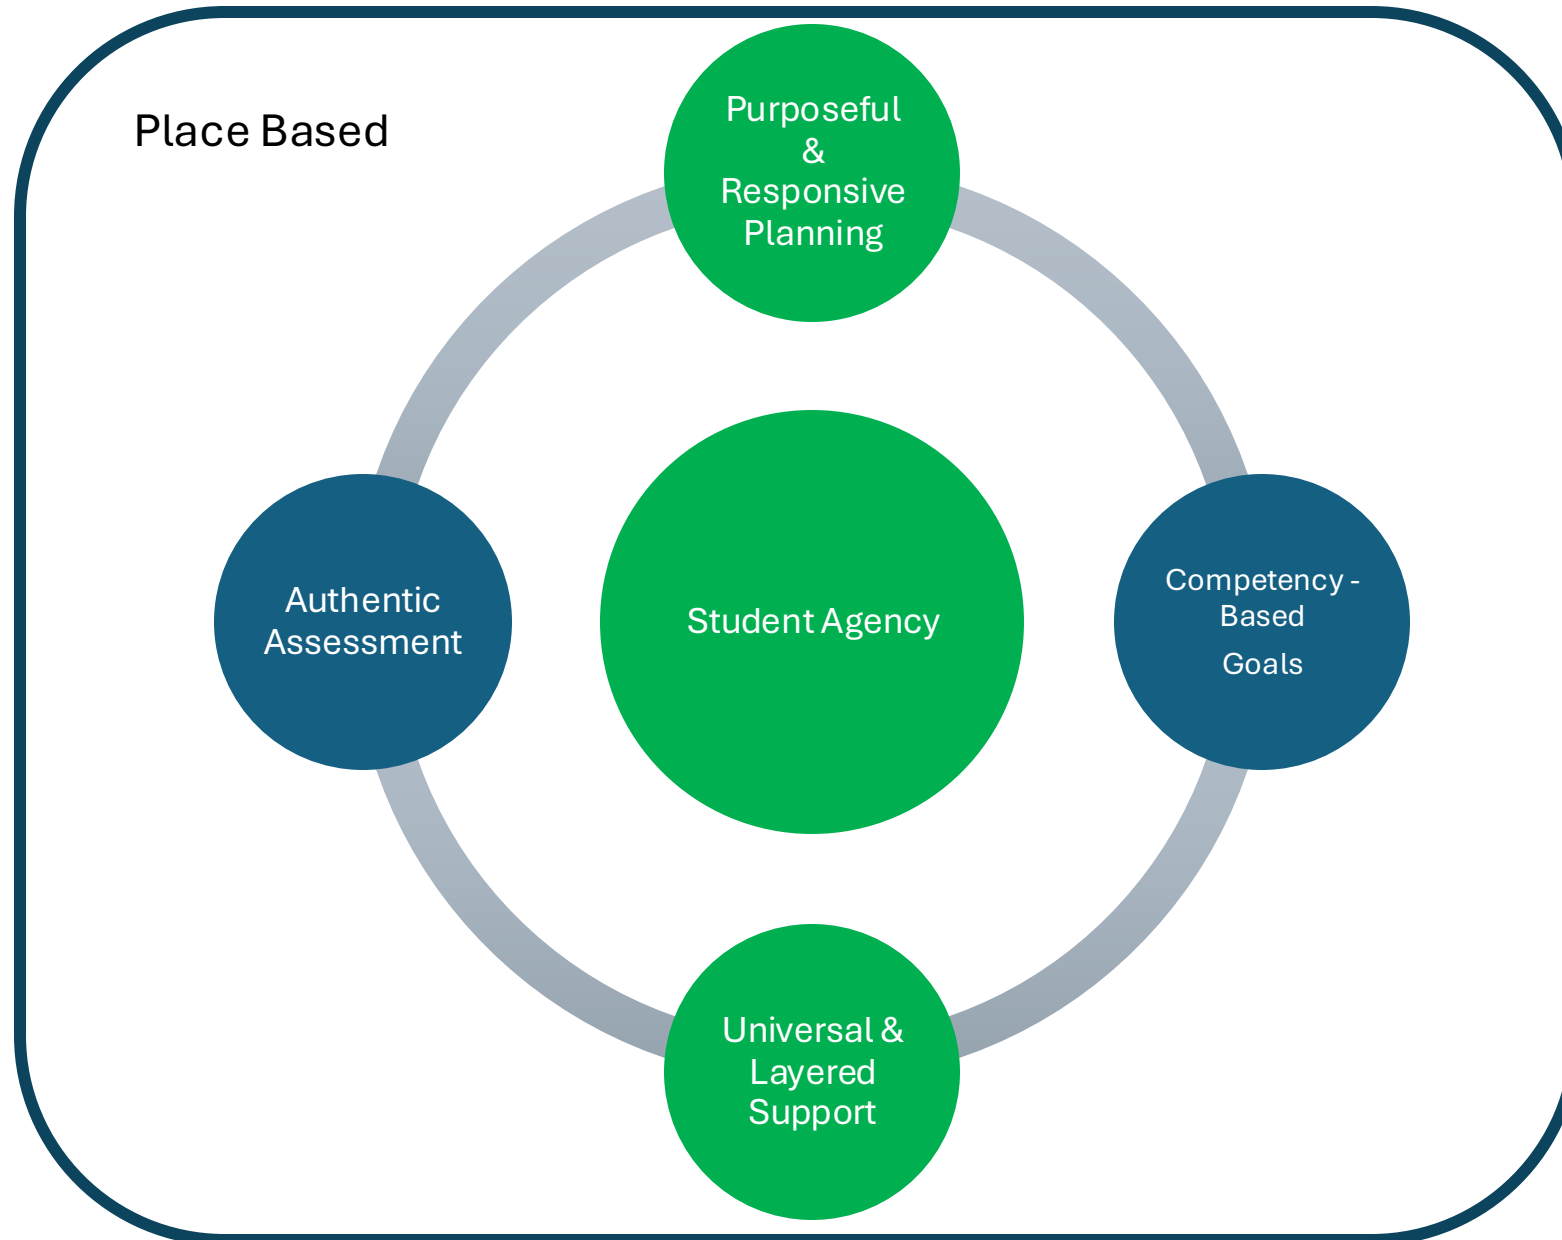 Place Based
Purposeful
&
Responsive
Planning
Authentic
Assessment
Student Agency
Competency -
Based
Goals
Universal &
Layered
Support